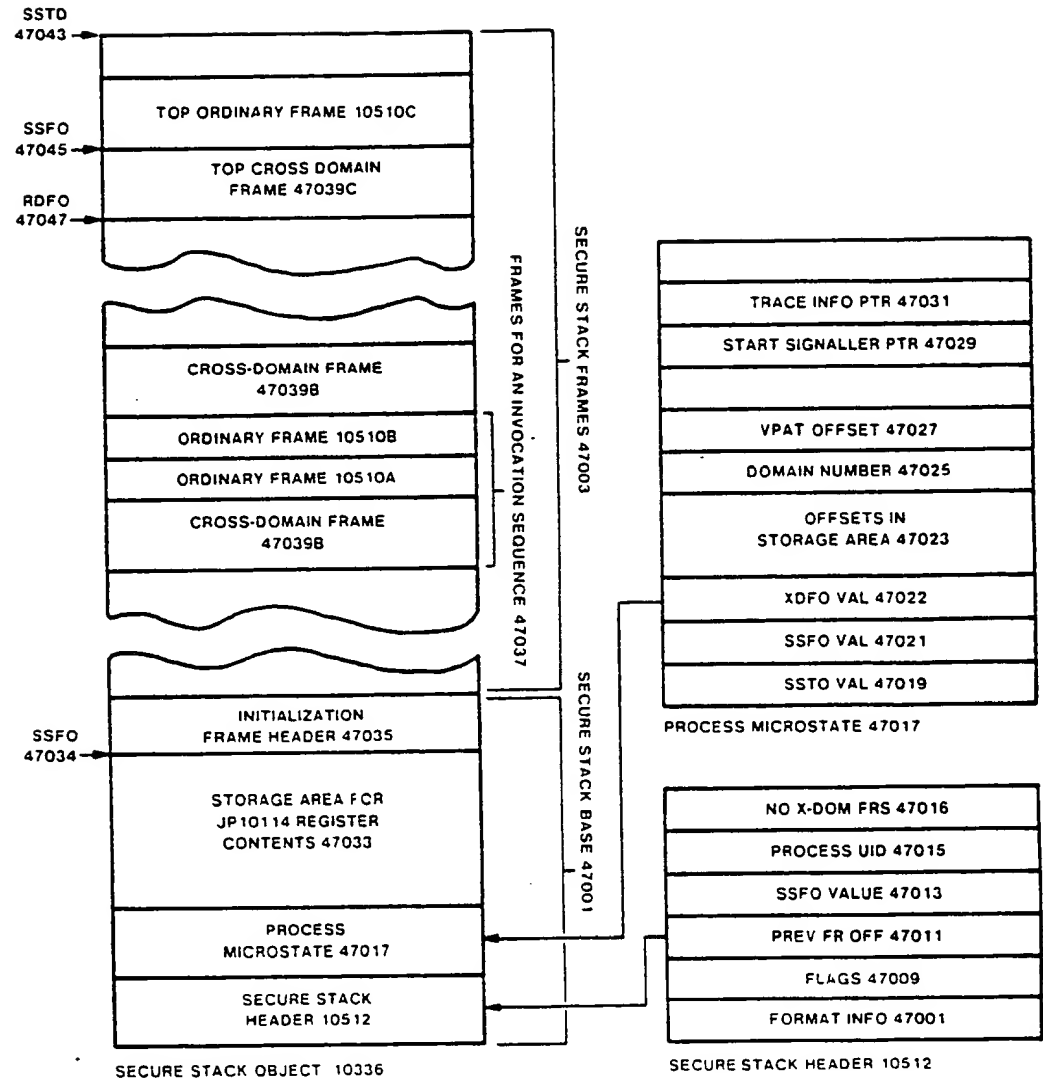 SSTD
47043
TOP ORDINARY FRAME 10510C
SSFO
47045
TOP CROSS DOMAIN
FRAME 47039C
RDFO
47047
CROSS-DOMAIN FRAME
47039B
ORDINARY FRAME 10510B
ORDINARY FRAME 10510A
CROSS-DOMAIN FRAME
47039B
FRAMES FOR AN INVOCATION SEQUENCE 47037
SECURE STACK FRAMES 47003
INITIALIZATION
FRAME HEADER 47035
SSFO
47034
STORAGE AREA FCR
JP10114 REGISTER
CONTENTS 47033
PROCESS
MICROSTATE 47017
SECURE STACK
HEADER 10512
SECURE STACK BASE 47001
SECURE STACK OBJECT 10336
TRACE INFO PTR 47031
START SIGNALLER PTR 47029
VPAT OFFSET 47027
DOMAIN NUMBER 47025
OFFSETS IN
STORAGE AREA 47023
XDFO VAL 47022
SSFO VAL 47021
SSTO VAL 47019
PROCESS MICROSTATE 47017
NO X-DOM FRS 47016
PROCESS UID 47015
SSFO VALUE 47013
PREV FR OFF 47011
FLAGS 47009
FORMAT INFO 47001
SECURE STACK HEADER 10512